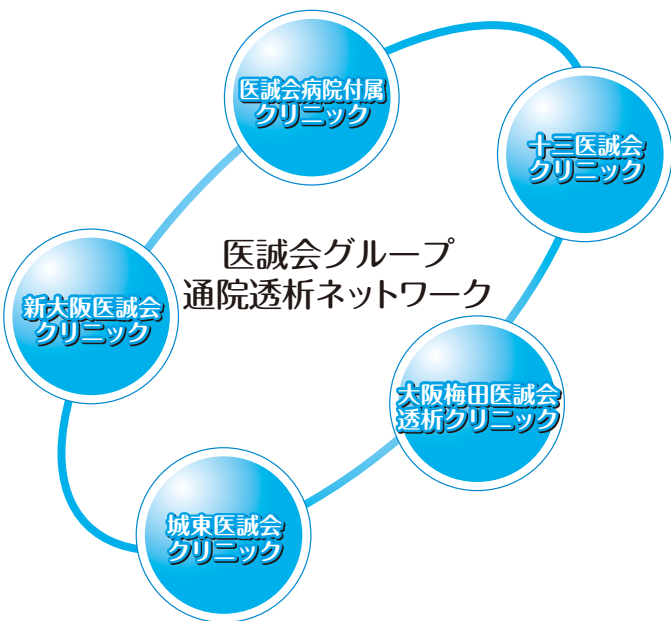 医誠会病院付属
クリニック
十三医誠会
クリニック
医誠会グループ
通院透析ネットワーク
新大阪医誠会
クリニック
大阪梅田医誠会
透析クリニック
城東医誠会
クリニック